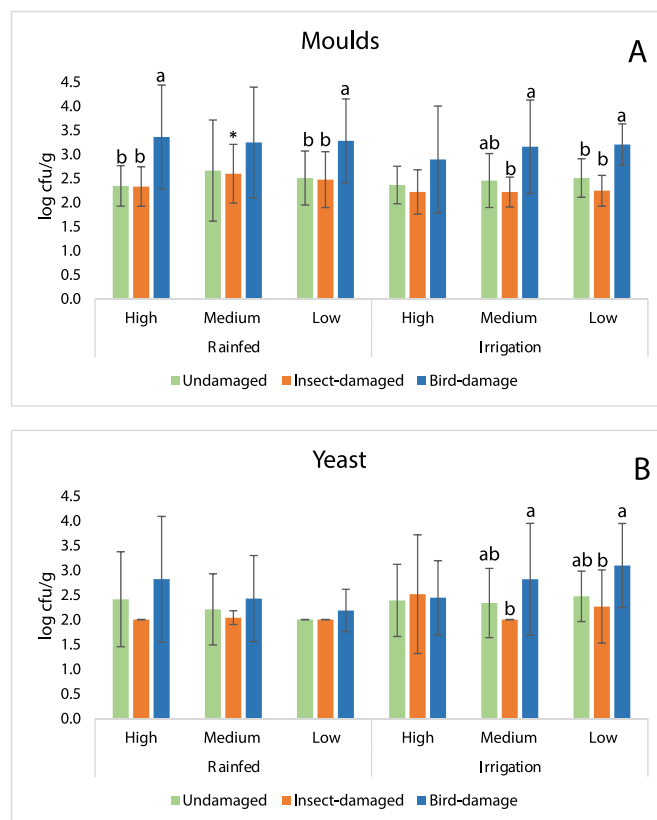 Moulds
A
log cfu/g
4.5
4.0
3.5
3.0
2.5
2.0
1.5
1.0
0.5
0.0
b b a
*
b b a
ab b a
b b a
High Medium Low High Medium Low
Rainfed Irrigation
Undamaged Insect-damaged Bird-damage
Yeast
B
log cfu/g
4.5
4.0
3.5
3.0
2.5
2.0
1.5
1.0
0.5
0.0
ab b a
ab b a
High Medium Low High Medium Low
Rainfed Irrigation
Undamaged Insect-damaged Bird-damage